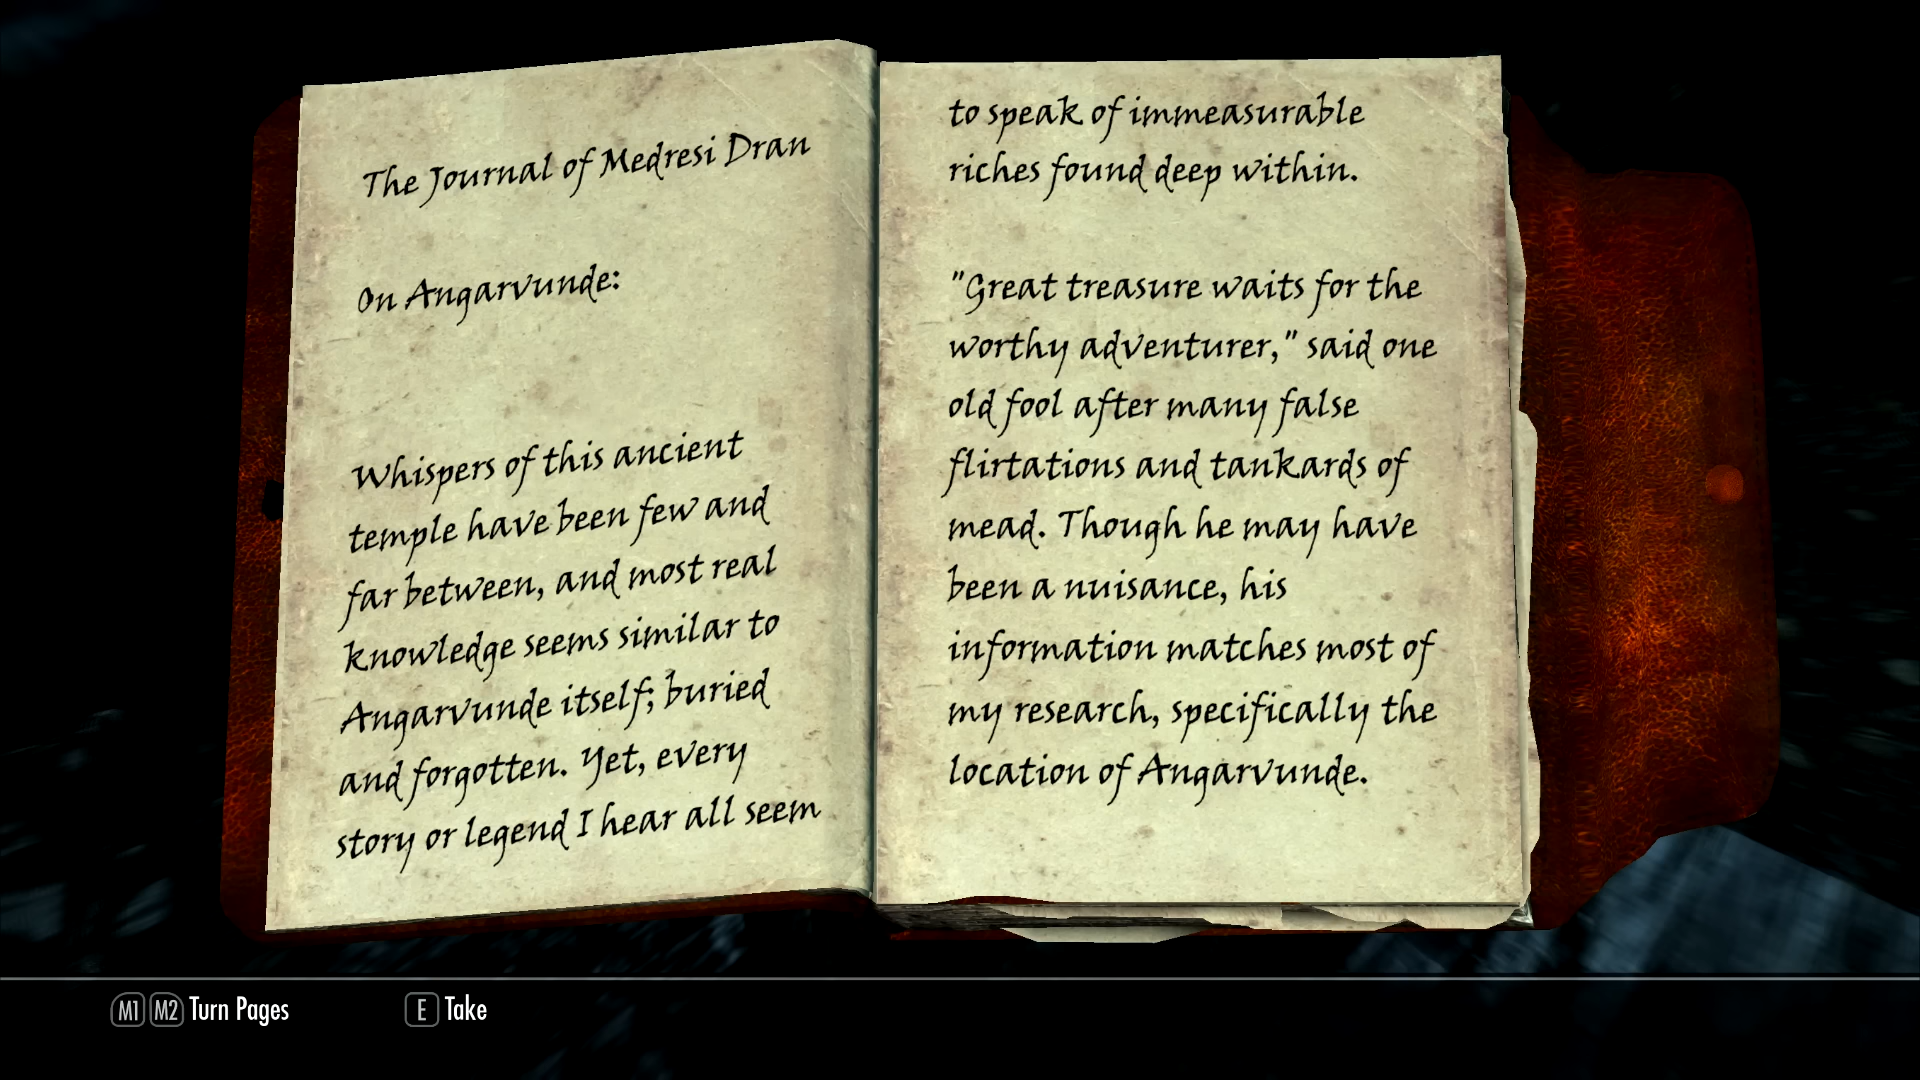 The Journal of Medresi Dran
On Angarvunde:
Whispers of this ancient
temple have been few and
far between, and most real
knowledge seems similar to
Angarvunde itself; buried
and forgotten. Yet, every
story or legend I hear all seem
to speak of immeasurable
riches found deep within.
"Great treasure waits for the
worthy adventurer," said one
old fool after many false
flirtations and tankards of
mead. Though he may have
been a nuisance, his
information matches most of
my research, specifically the
location of Angarvunde.
M1 M2 Turn Pages E Take